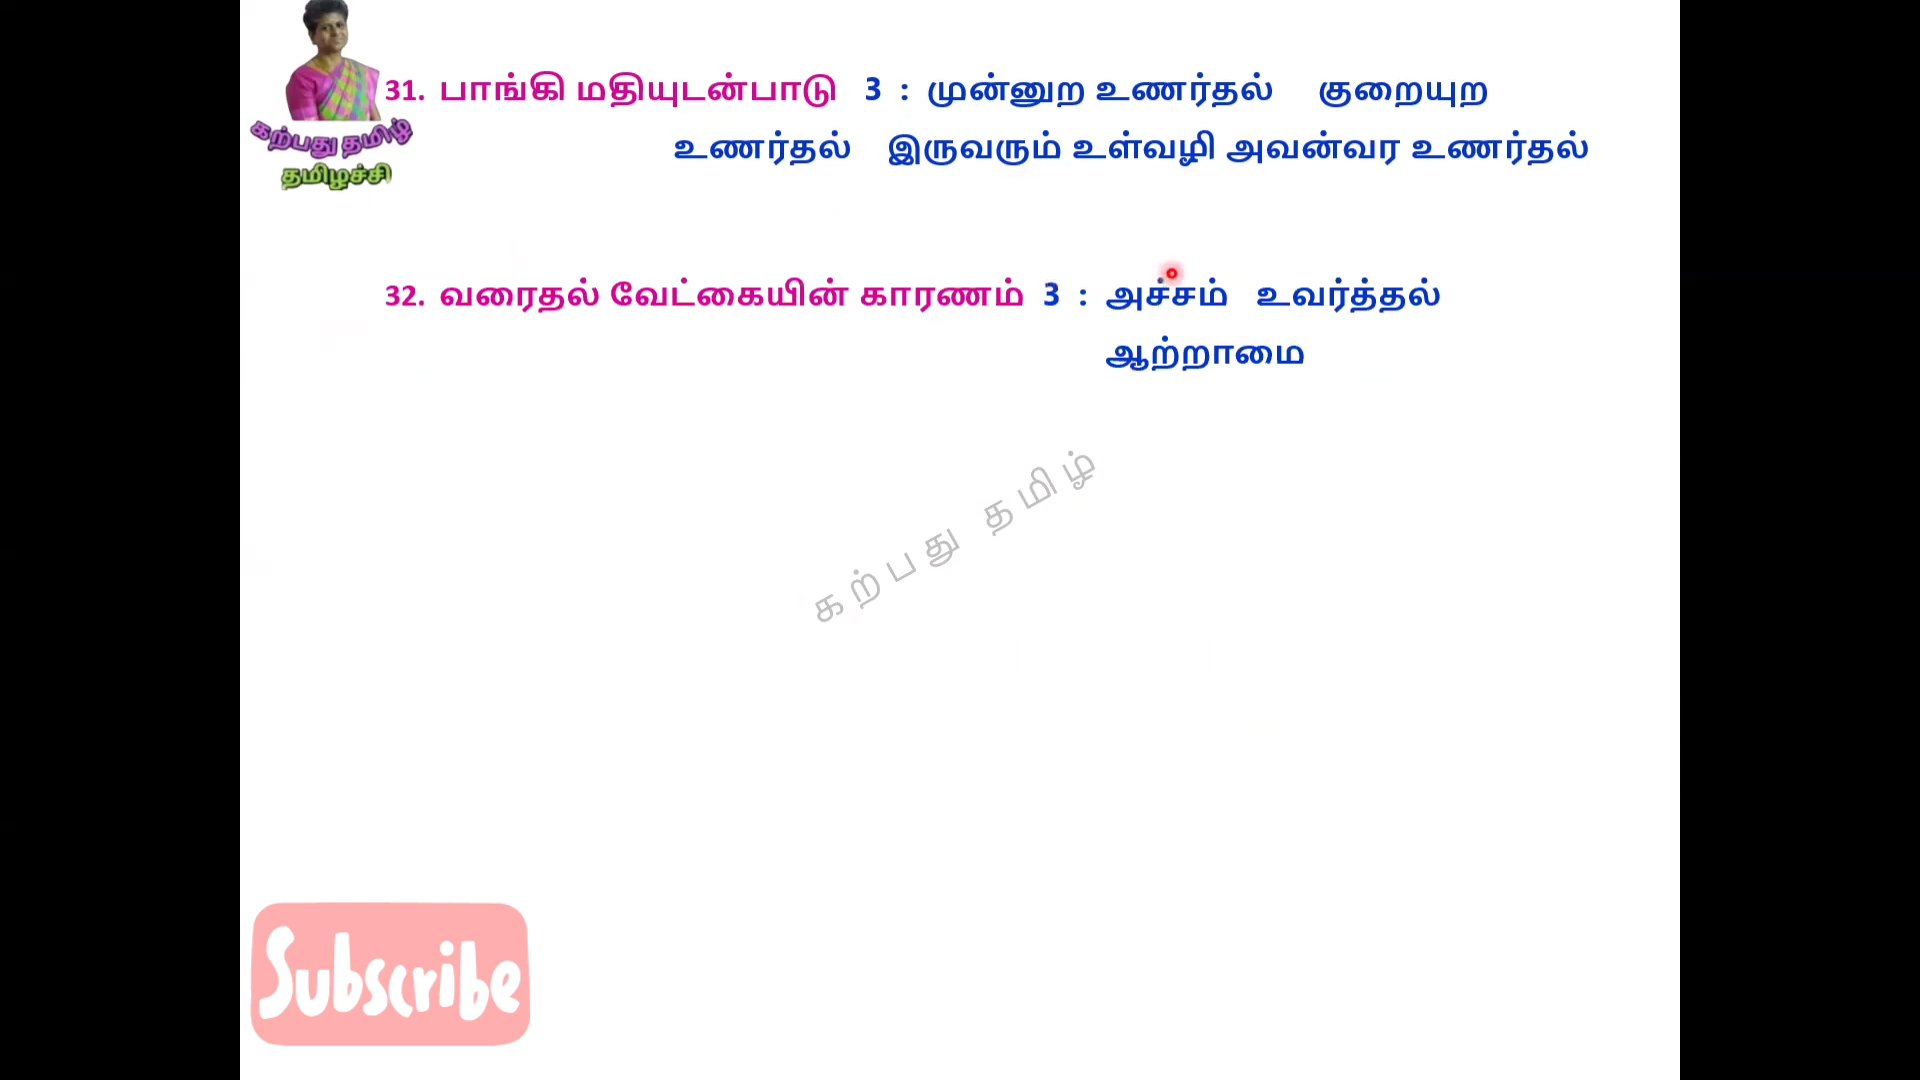 31. பாங்கி மதியுடன்பாடு 3 : முன்னுற உணர்தல் குறையுற
உணர்தல் இருவரும் உள்வழி அவன்வர உணர்தல்
கற்பது தமிழ்
தமிழச்சி
32. வரைதல் வேட்கையின் காரணம் 3 : அச்சம் உவர்த்தல்
ஆற்றாமை
கற்பது தமிழ்
Subscribe